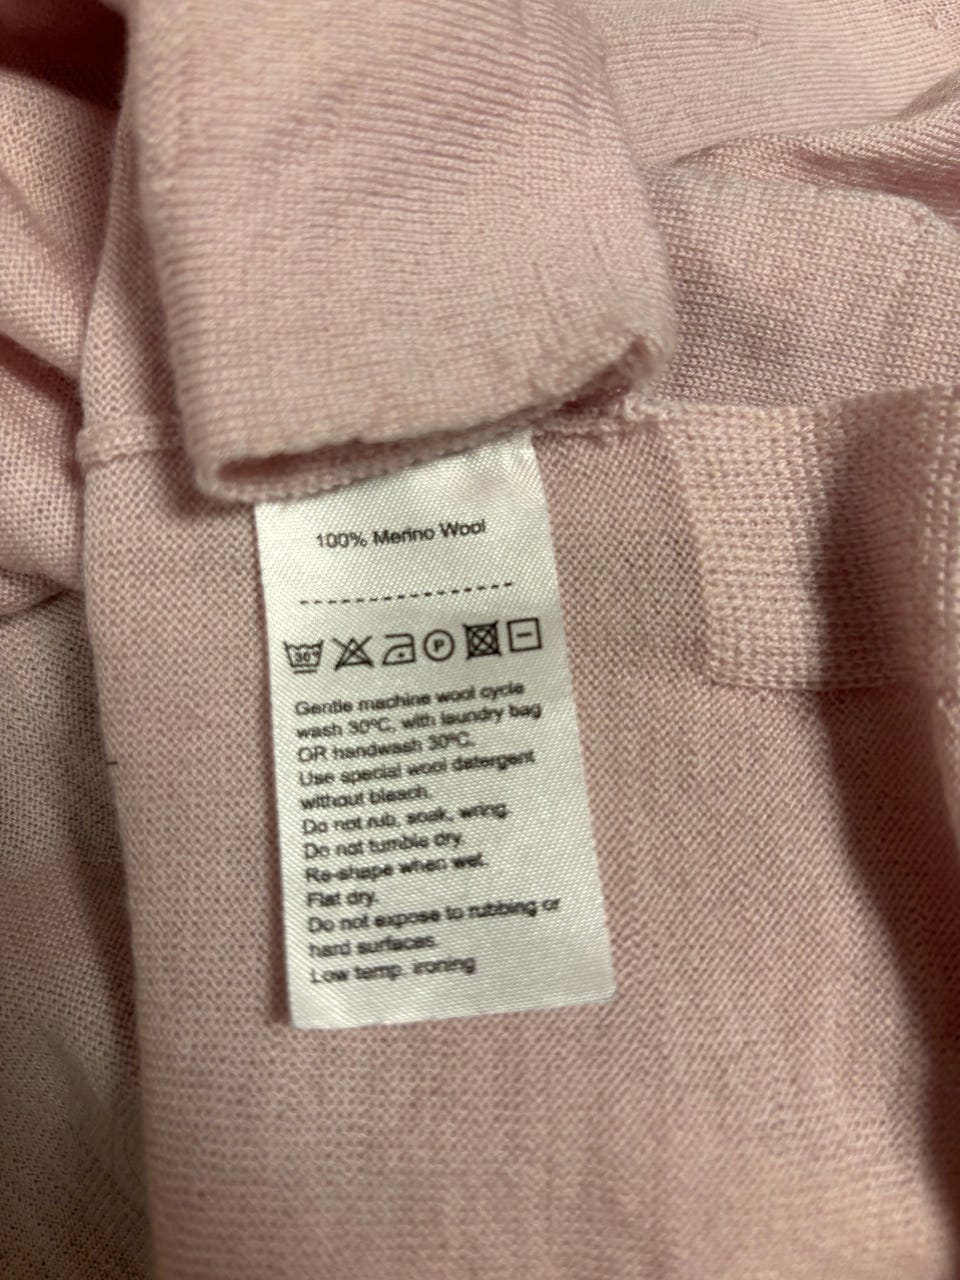 100% Merino Wool
--------------------
30° P
Gentle machine wool cycle
wash 30°C, with laundry bag
OR handwash 30°C.
Use special wool detergent
without bleach.
Do not rub, soak, wring.
Do not tumble dry.
Re-shape when wet.
Flat dry.
Do not expose to rubbing or
hard surfaces.
Low temp. ironing